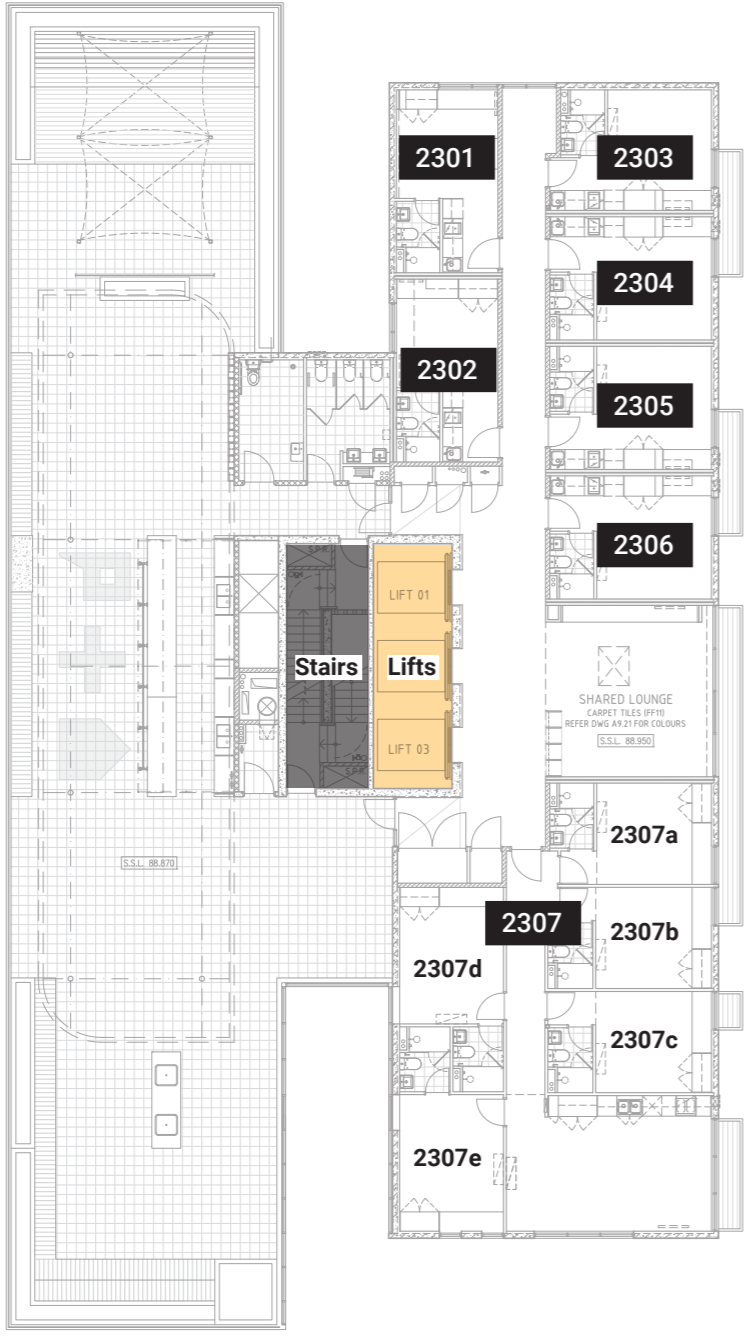 2301
2303
2304
2302
2305
2306
S.P.R.
LIFT 01
Stairs
Lifts
SHARED LOUNGE
CARPET TILES (FF11)
REFER DWG A9.21 FOR COLOURS
S.S.L. 88.950
LIFT 03
S.P.R.
2307a
S.S.L. 88.870
2307
2307b
2307d
2307c
2307e